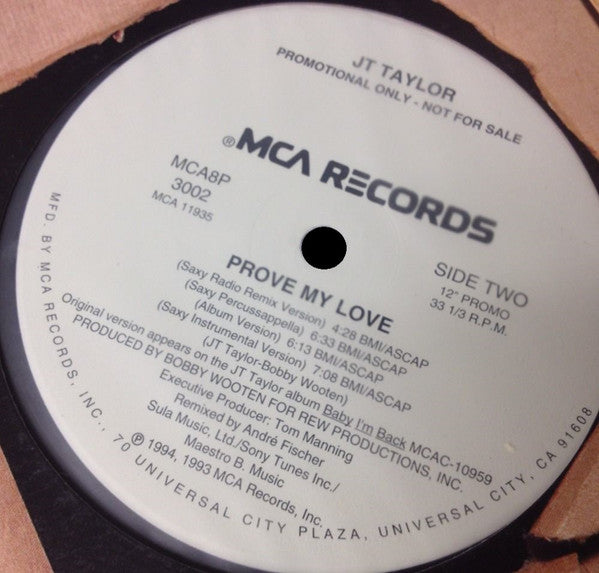 JT TAYLOR
PROMOTIONAL ONLY - NOT FOR SALE
®MCA RECORDS
MCA8P
3002
MCA 11935
SIDE TWO
12" PROMO
33 1/3 R.P.M.
PROVE MY LOVE
(Saxy Radio Remix Version) 4:28 BMI/ASCAP
(Saxy Percussappella) 6:33 BMI/ASCAP
(Album Version) 6:13 BMI/ASCAP
(Saxy Instrumental Version) 7:08 BMI/ASCAP
(JT Taylor-Bobby Wooten)
Original version appears on the JT Taylor album Baby I'm Back MCAC-10959
PRODUCED BY BOBBY WOOTEN FOR REW PRODUCTIONS, INC.
Executive Producer: Tom Manning
Remixed by André Fischer
Sula Music, Ltd/Sony Tunes Inc./
Maestro B. Music
℗ 1994, 1993 MCA Records, Inc.
MFD. BY MCA RECORDS, INC., 70 UNIVERSAL CITY PLAZA, UNIVERSAL CITY, CA 91608